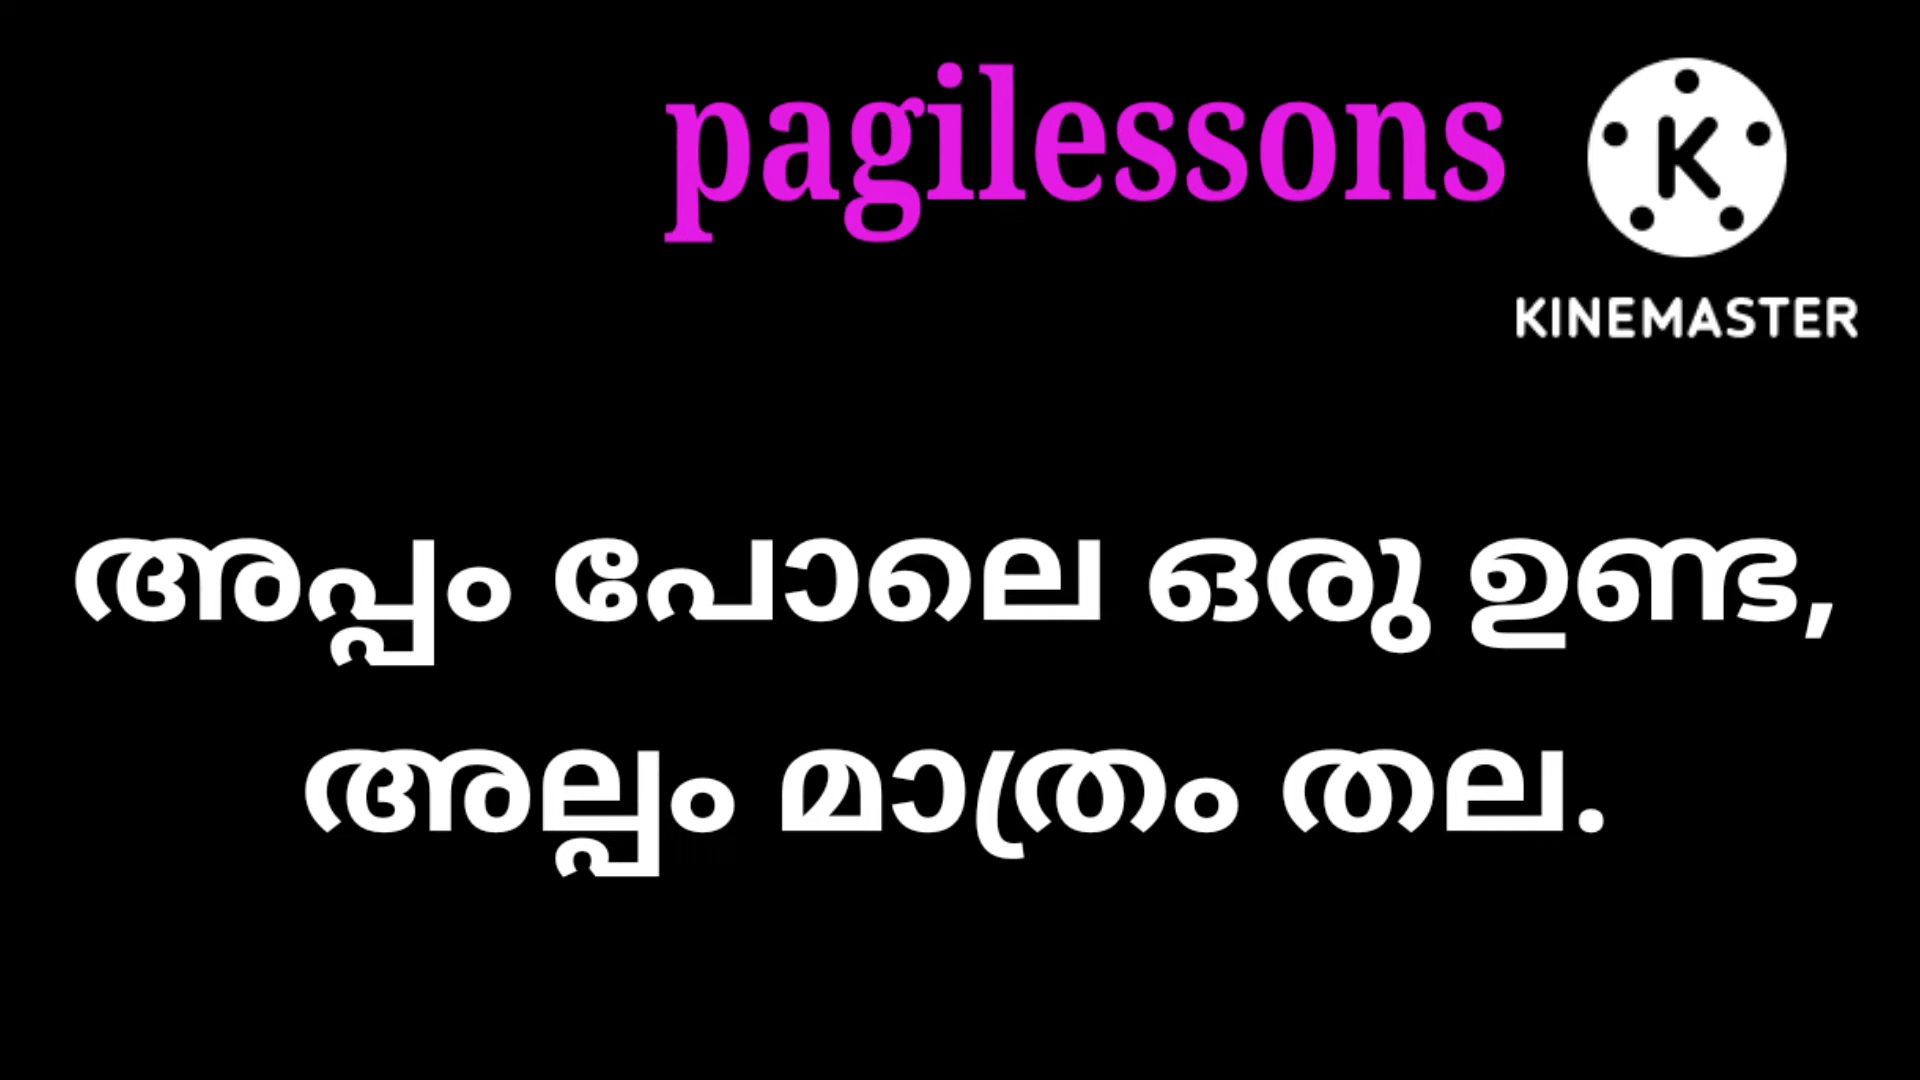 pagilessons
KINEMASTER
അപ്പം പോലെ ഒരു ഉണ്ട,
അല്പം മാത്രം തല.